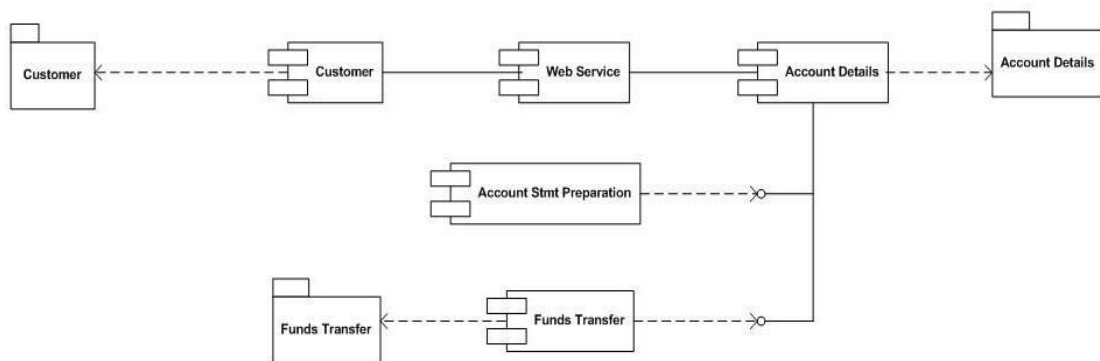 Customer
Customer
Web Service
Account Details
Account Details
Account Stmt Preparation
Funds Transfer
Funds Transfer